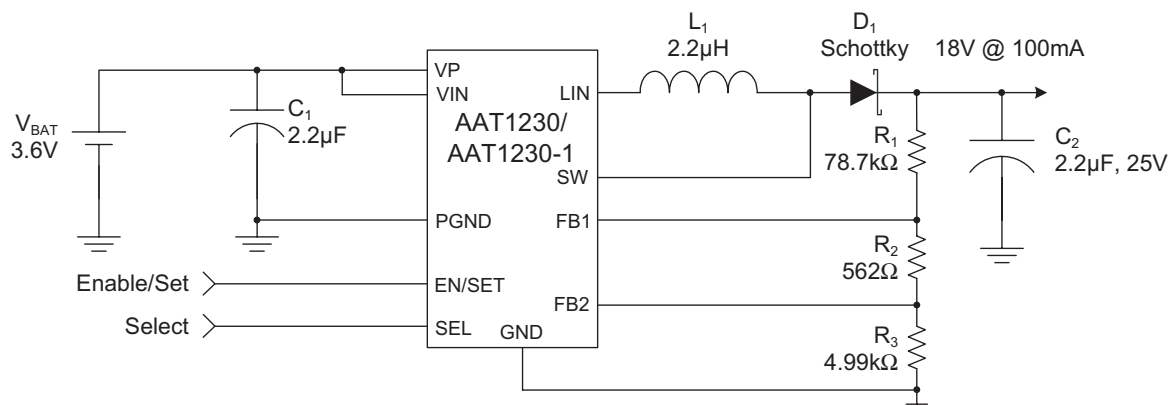 L₁
2.2µH
D₁
Schottky
18V @ 100mA
VP
VIN
LIN
C₁
2.2µF
AAT1230/
AAT1230-1
V_BAT
3.6V
R₁
78.7kΩ
C₂
2.2µF, 25V
SW
PGND
FB1
R₂
562Ω
Enable/Set
EN/SET
FB2
Select
SEL
GND
R₃
4.99kΩ